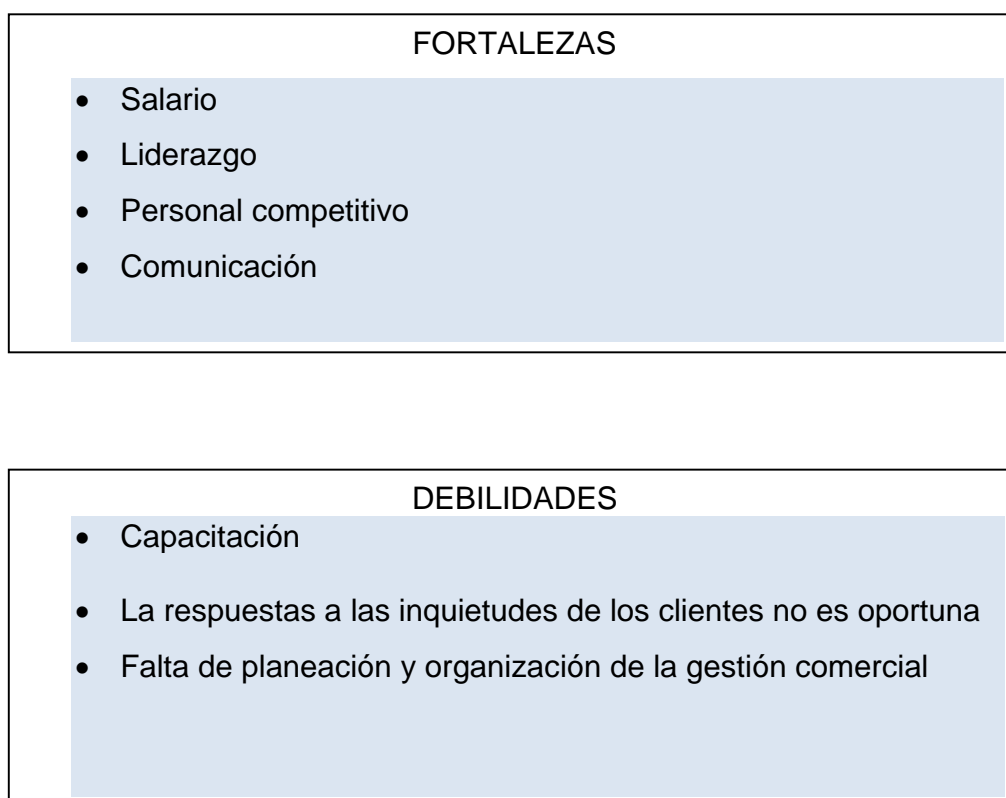 FORTALEZAS
• Salario
• Liderazgo
• Personal competitivo
• Comunicación
DEBILIDADES
• Capacitación
• La respuestas a las inquietudes de los clientes no es oportuna
• Falta de planeación y organización de la gestión comercial